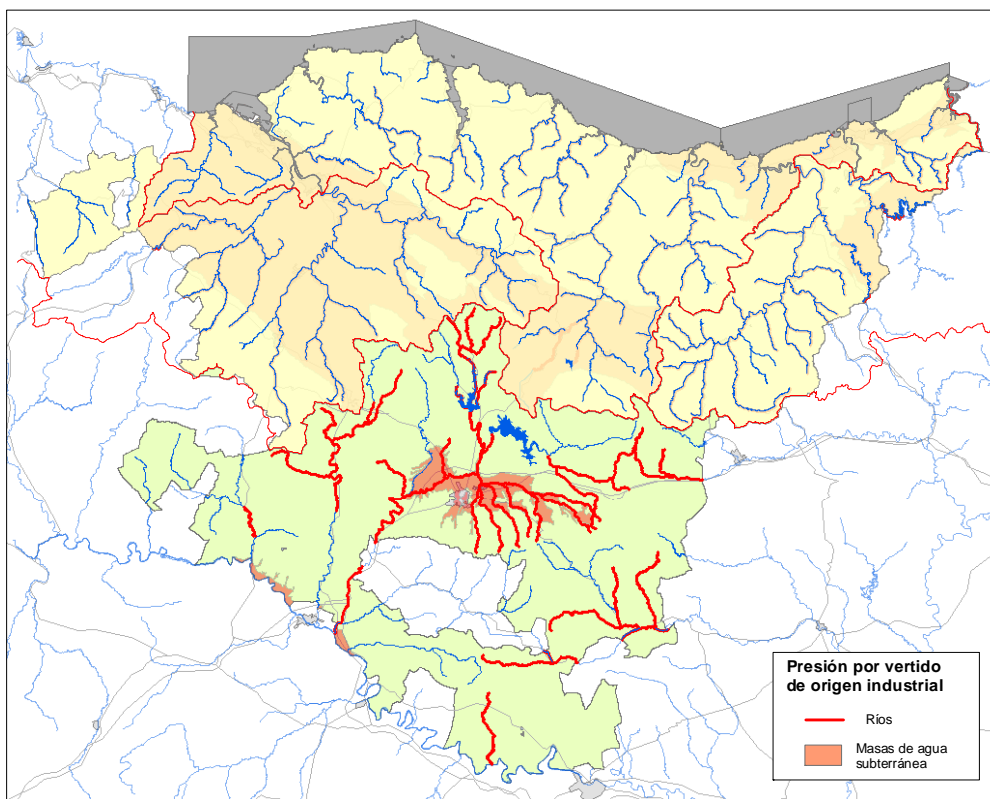 Presión por vertido
de origen industrial
Ríos
Masas de agua
subterránea